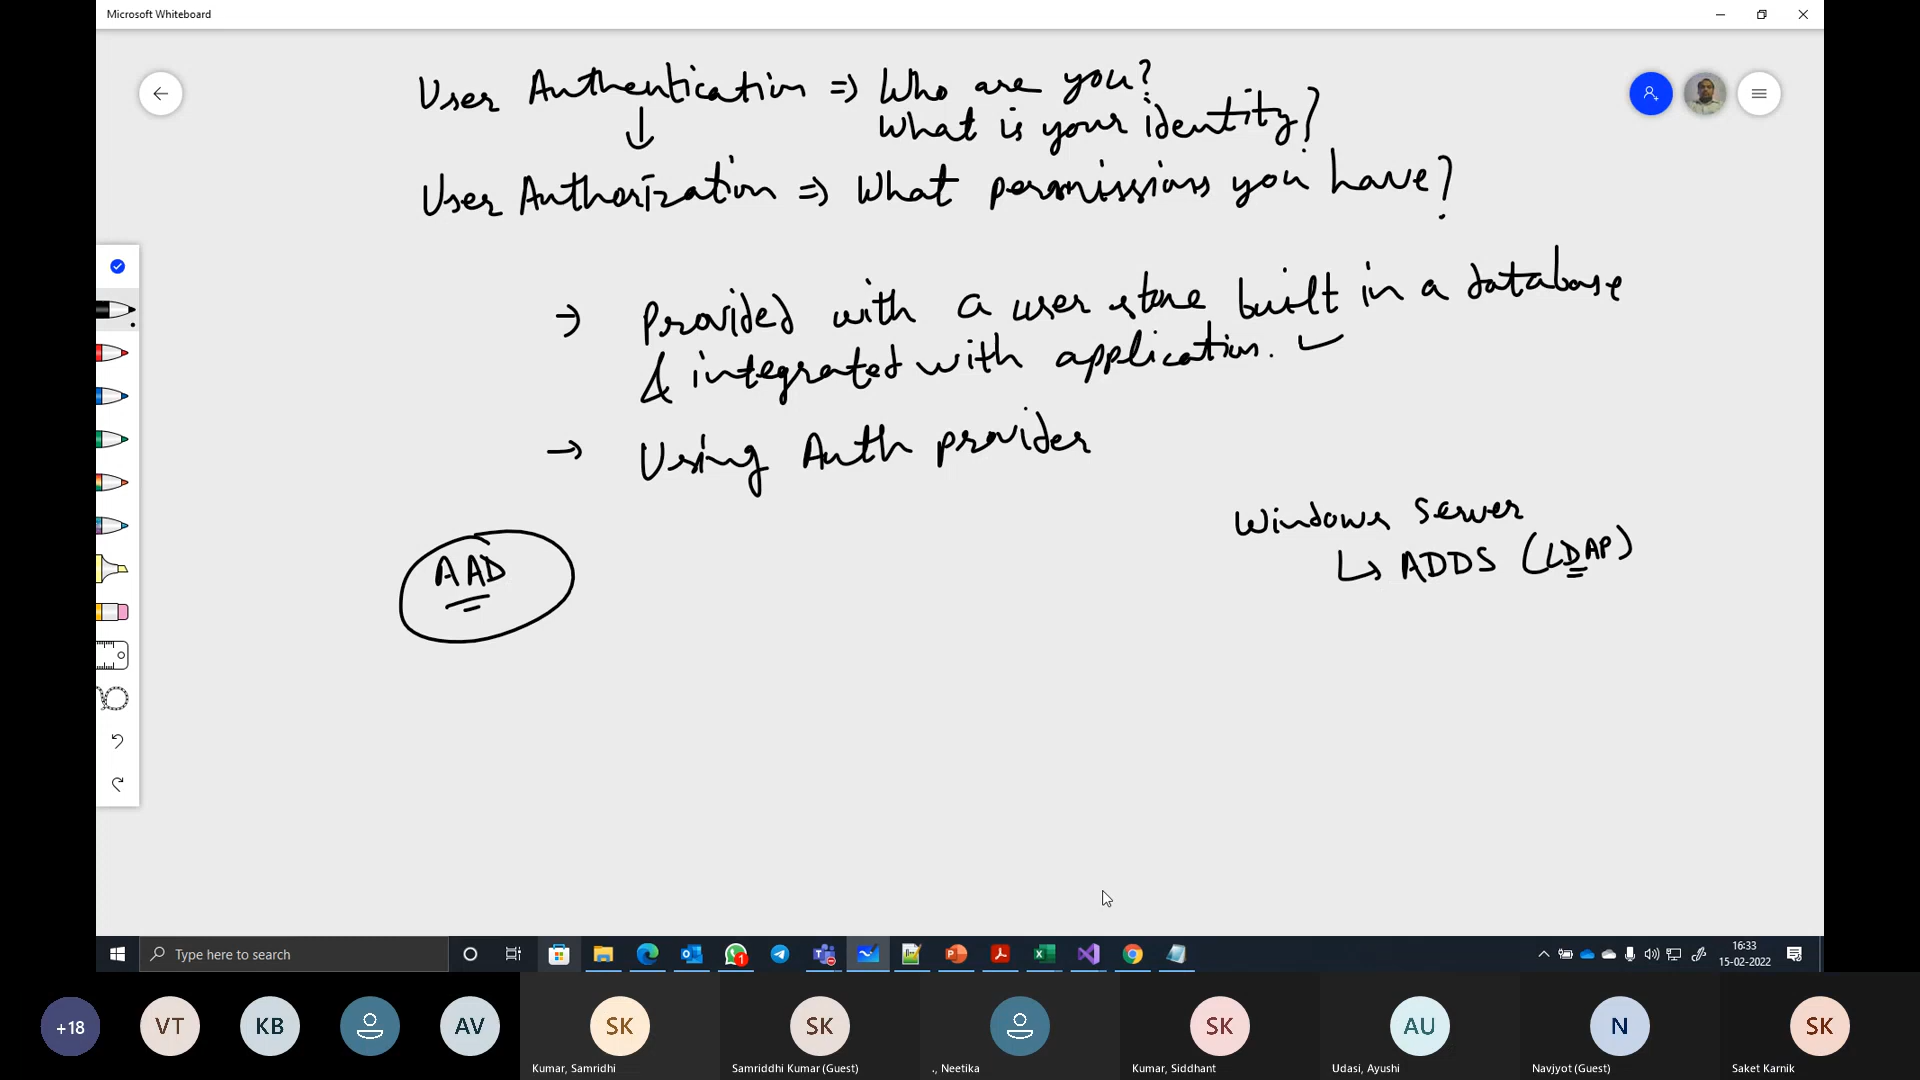 Microsoft Whiteboard
User Authentication => Who are you?
What is your identity?
↓
User Authorization => What permissions you have?
→ Provided with a user store built in a database
& integrated with application. ✓
→ Using Auth provider
Windows Server
↳ ADDS (LDAP)
AAD
Type here to search
1
16:33
15-02-2022
+18
VT
KB
AV
SK
SK
SK
AU
N
SK
Kumar, Samridhi
Samriddhi Kumar (Guest)
., Neetika
Kumar, Siddhant
Udasi, Ayushi
Navjyot (Guest)
Saket Karnik